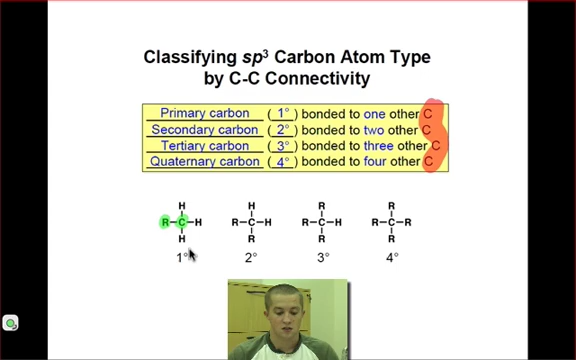 Classifying sp³ Carbon Atom Type
by C-C Connectivity
Primary carbon ( 1° ) bonded to one other C
Secondary carbon ( 2° ) bonded to two other C
Tertiary carbon ( 3° ) bonded to three other C
Quaternary carbon ( 4° ) bonded to four other C
H H R R
R–C–H R–C–H R–C–H R–C–R
H R R R
1° 2° 3° 4°